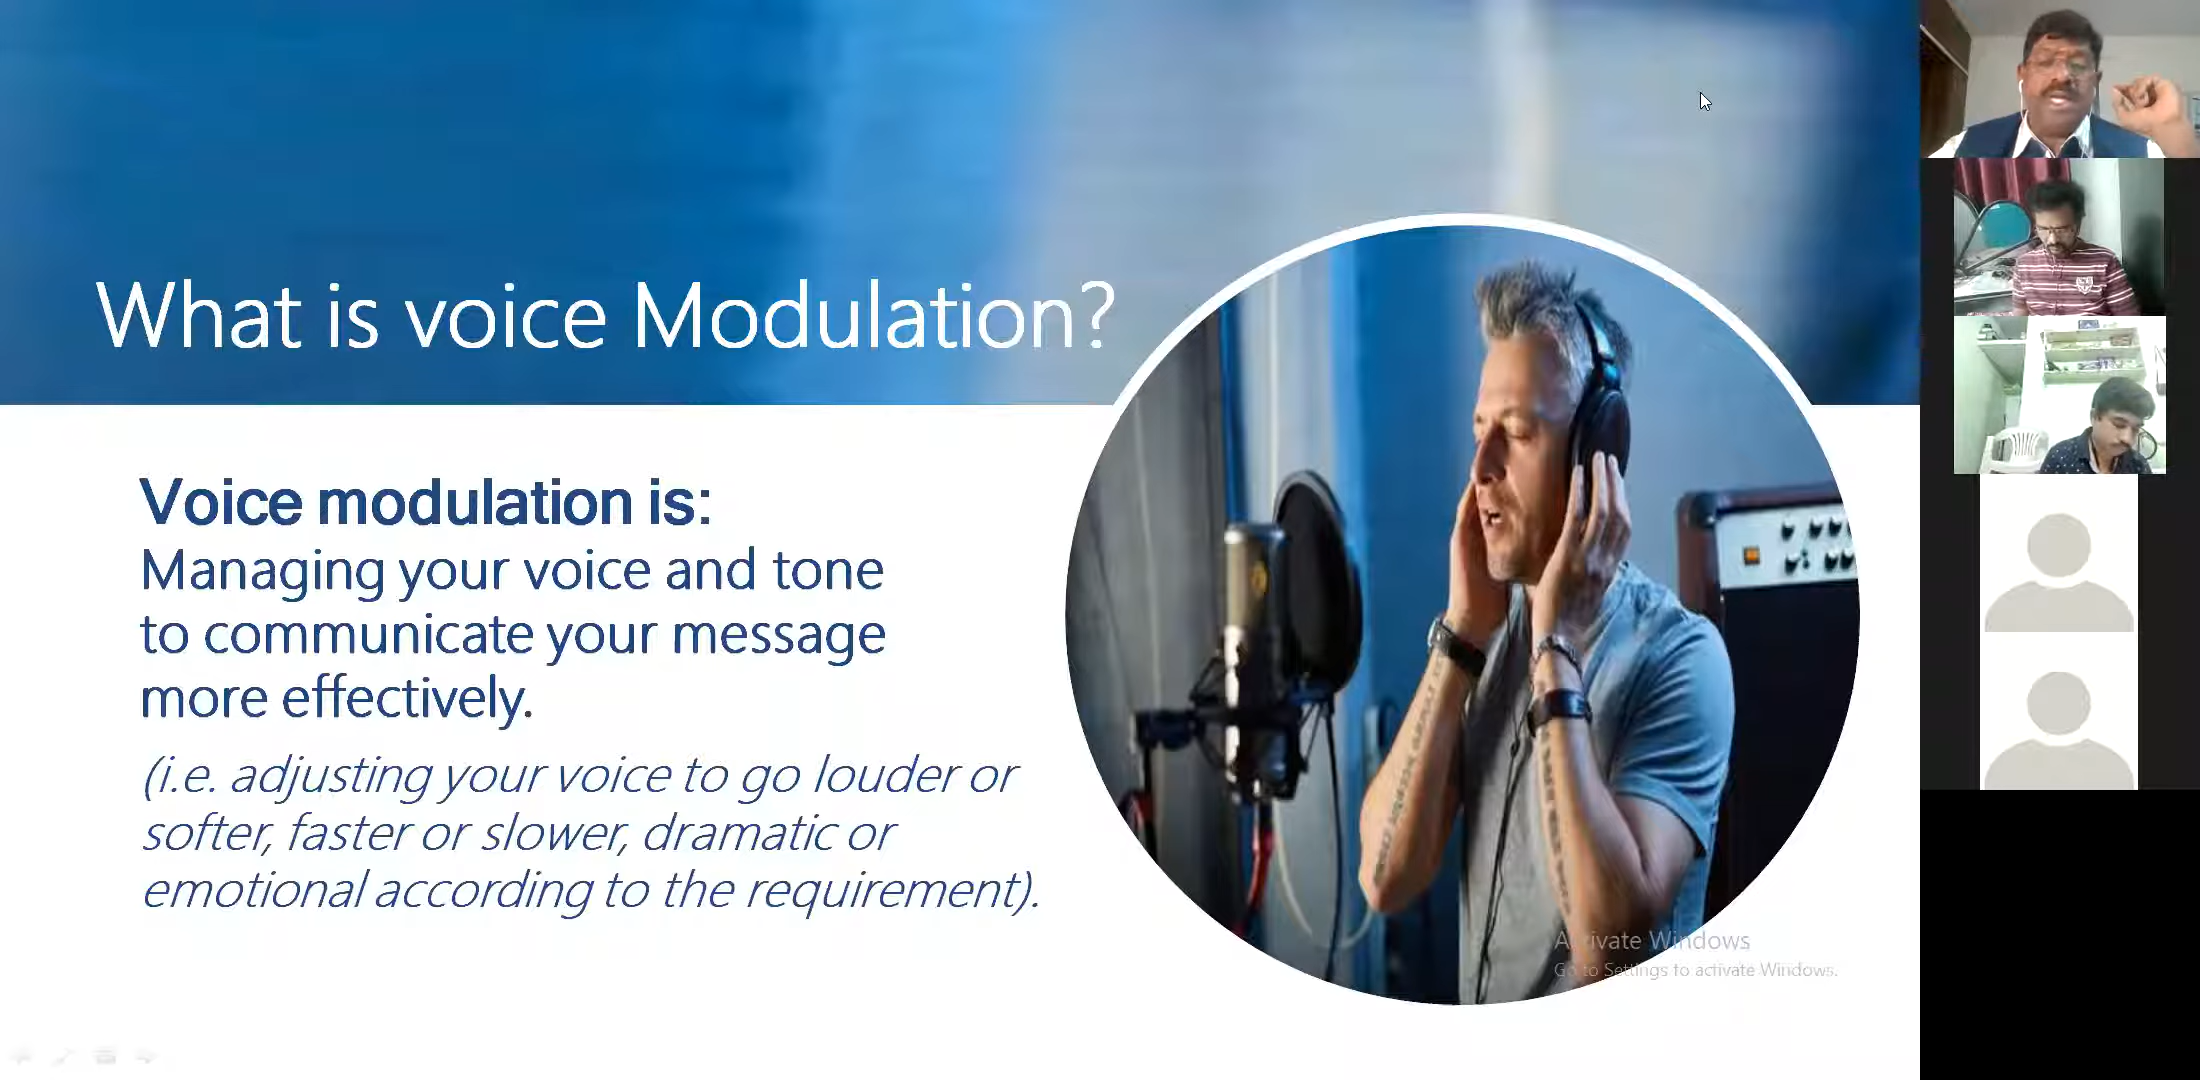 What is voice Modulation?
Voice modulation is:
Managing your voice and tone
to communicate your message
more effectively.
(i.e. adjusting your voice to go louder or
softer, faster or slower, dramatic or
emotional according to the requirement).
Activate Windows
Go to Settings to activate Windows.